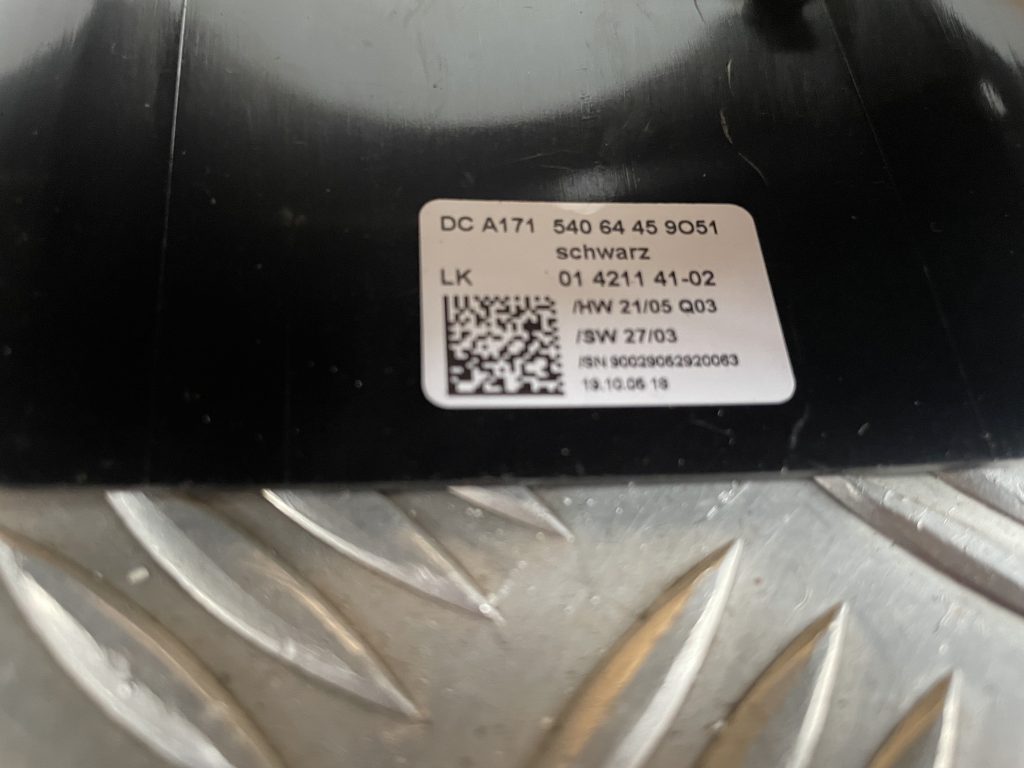 DC A171 540 64 45 9O51
schwarz
LK 01 4211 41-02
/HW 21/05 Q03
/SW 27/03
/SN 90029062920063
19.10.06 18